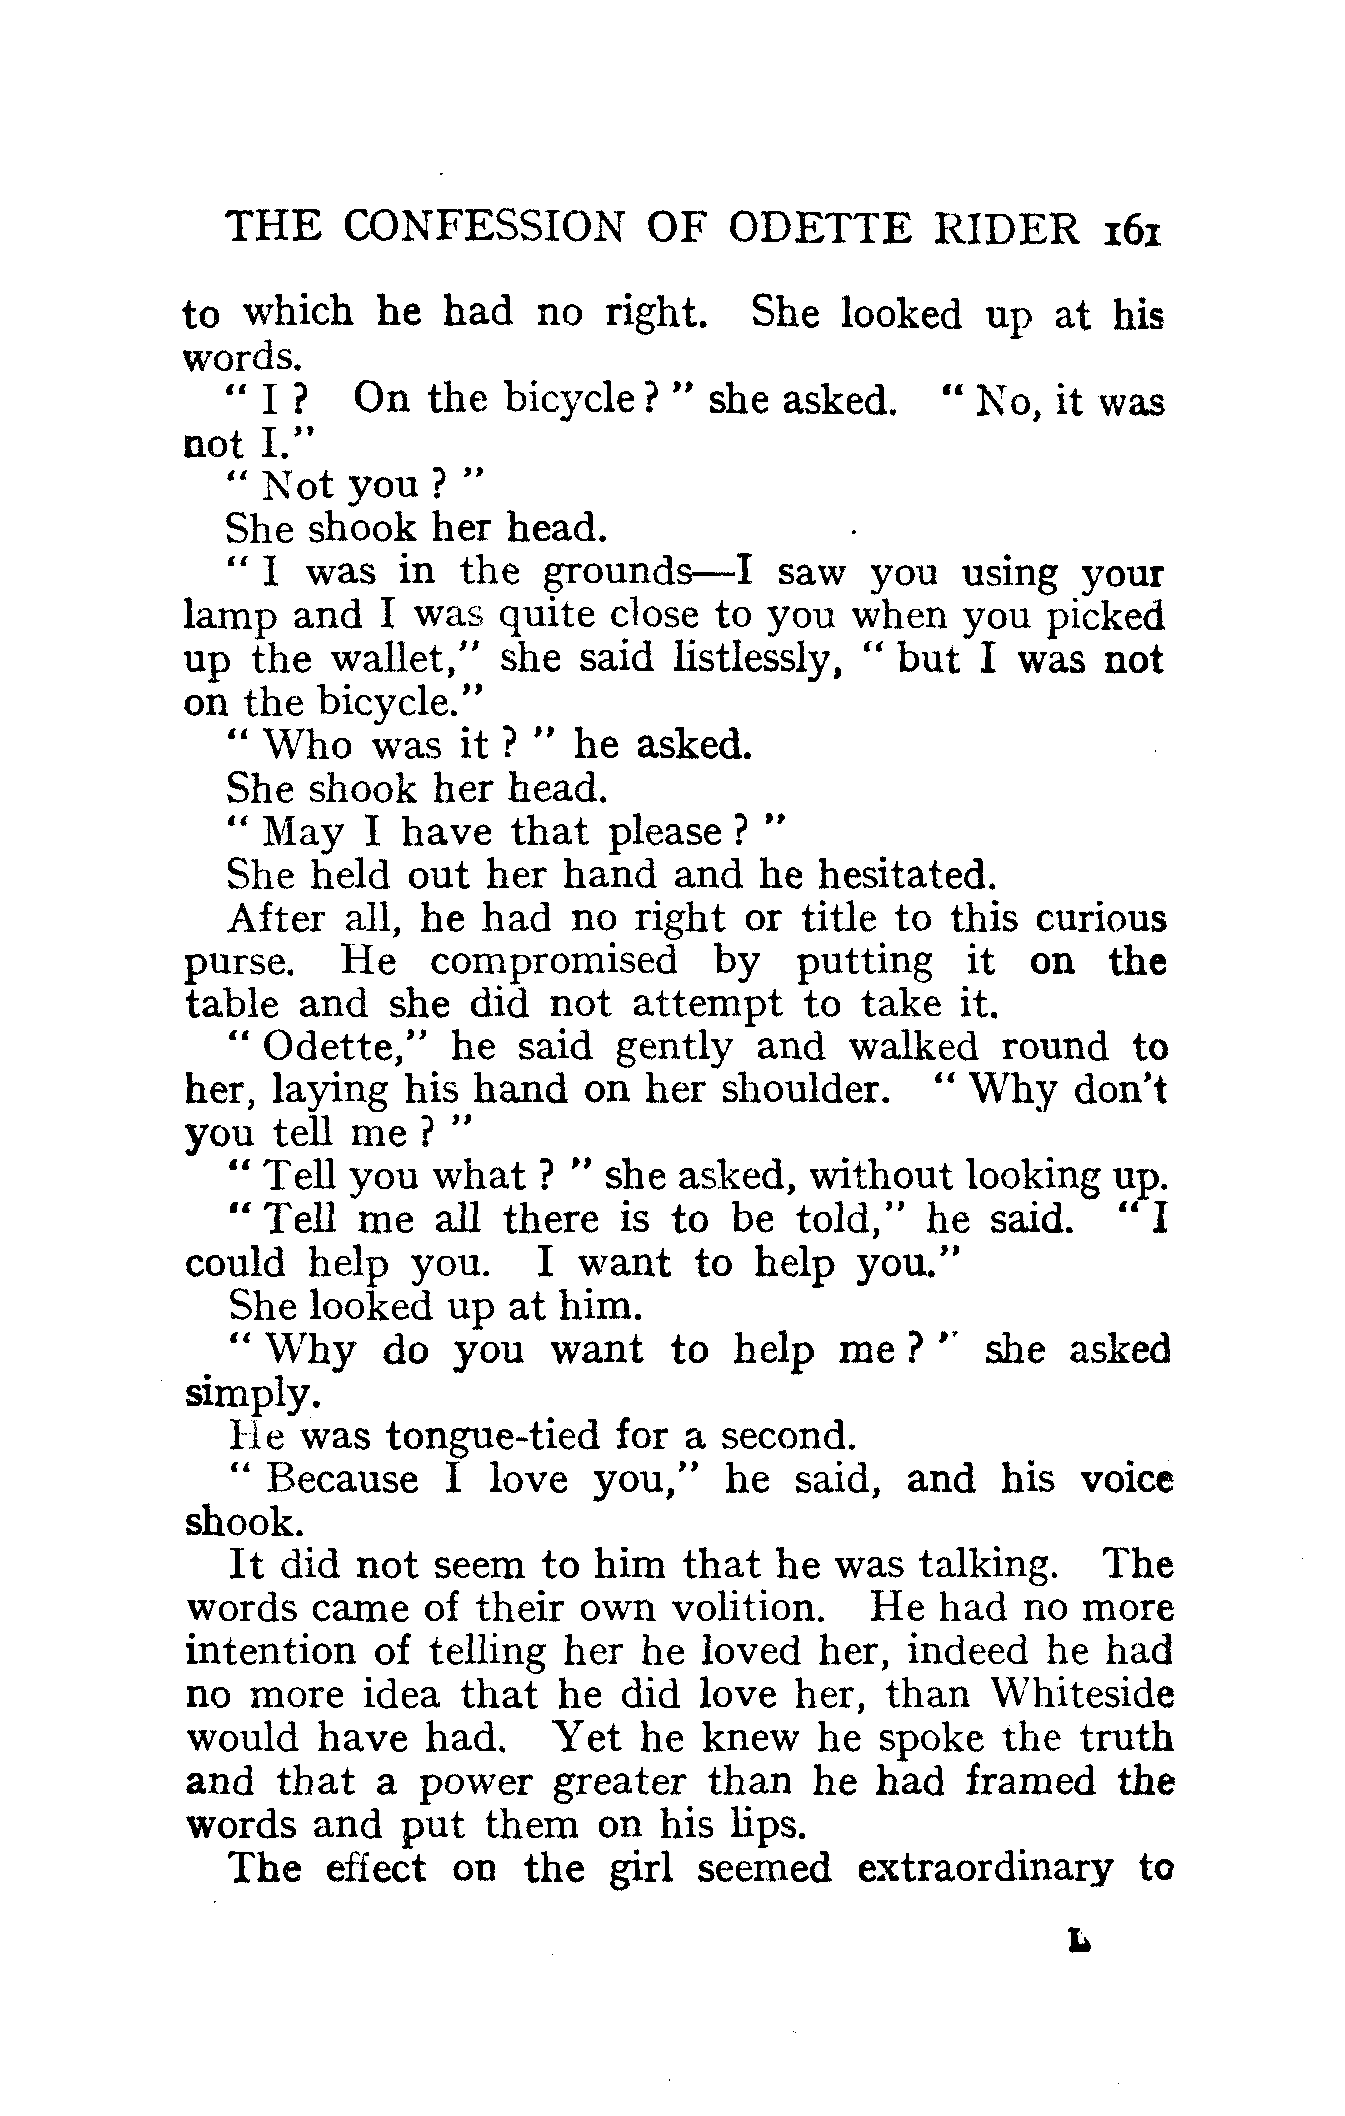 THE CONFESSION OF ODETTE RIDER 161
to which he had no right. She looked up at his
words.
" I ? On the bicycle ? " she asked. " No, it was
not I."
" Not you ? "
She shook her head.
" I was in the grounds—I saw you using your
lamp and I was quite close to you when you picked
up the wallet," she said listlessly, " but I was not
on the bicycle."
" Who was it ? " he asked.
She shook her head.
" May I have that please ? "
She held out her hand and he hesitated.
After all, he had no right or title to this curious
purse. He compromised by putting it on the
table and she did not attempt to take it.
" Odette," he said gently and walked round to
her, laying his hand on her shoulder. " Why don't
you tell me ? "
" Tell you what ? " she asked, without looking up.
" Tell me all there is to be told," he said. " I
could help you. I want to help you."
She looked up at him.
" Why do you want to help me ? " she asked
simply.
He was tongue-tied for a second.
" Because I love you," he said, and his voice
shook.
It did not seem to him that he was talking. The
words came of their own volition. He had no more
intention of telling her he loved her, indeed he had
no more idea that he did love her, than Whiteside
would have had. Yet he knew he spoke the truth
and that a power greater than he had framed the
words and put them on his lips.
The effect on the girl seemed extraordinary to
L